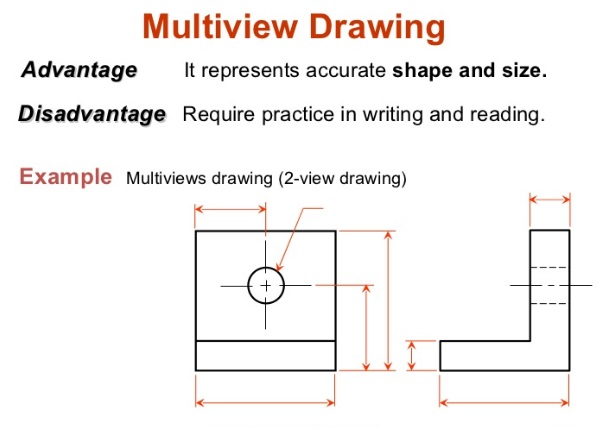 Multiview Drawing
Advantage It represents accurate shape and size.
Disadvantage Require practice in writing and reading.
Example Multiviews drawing (2-view drawing)